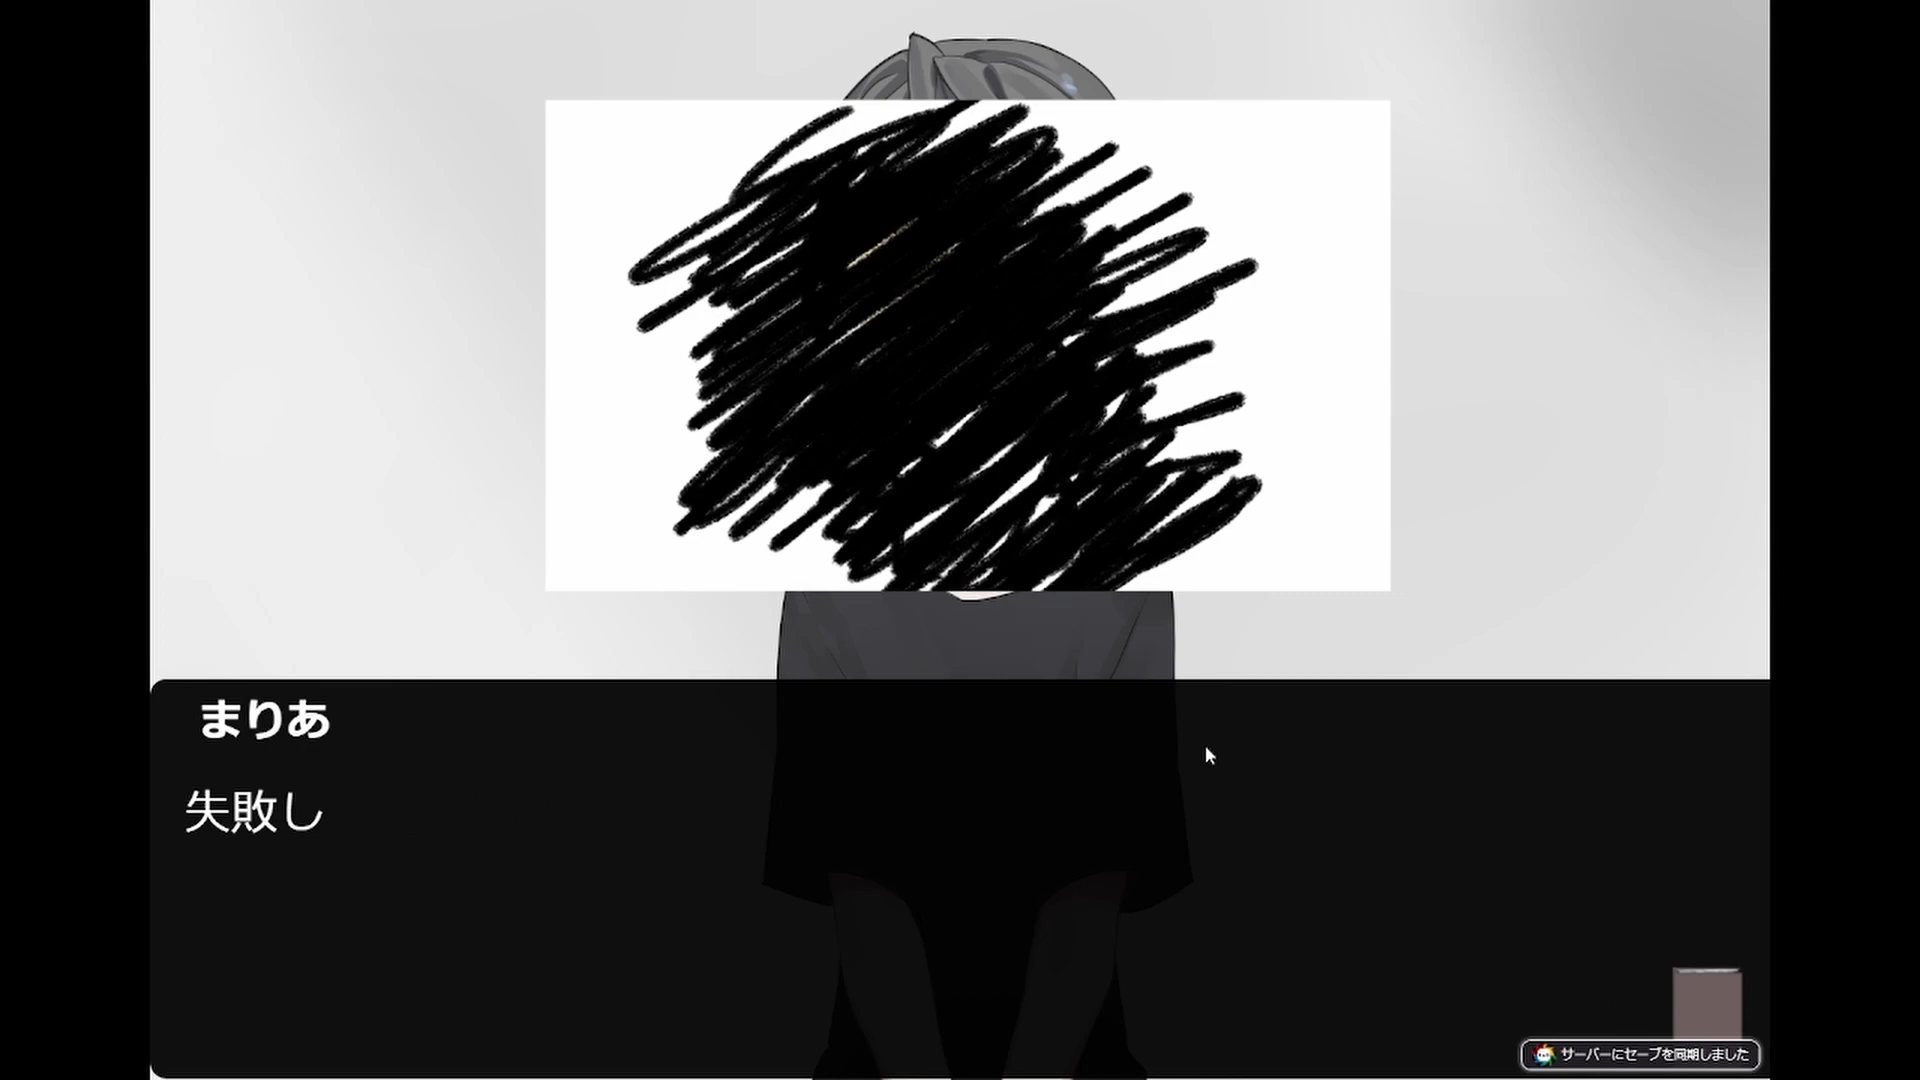 まりあ
失敗し
サーバーにセーブを同期しました